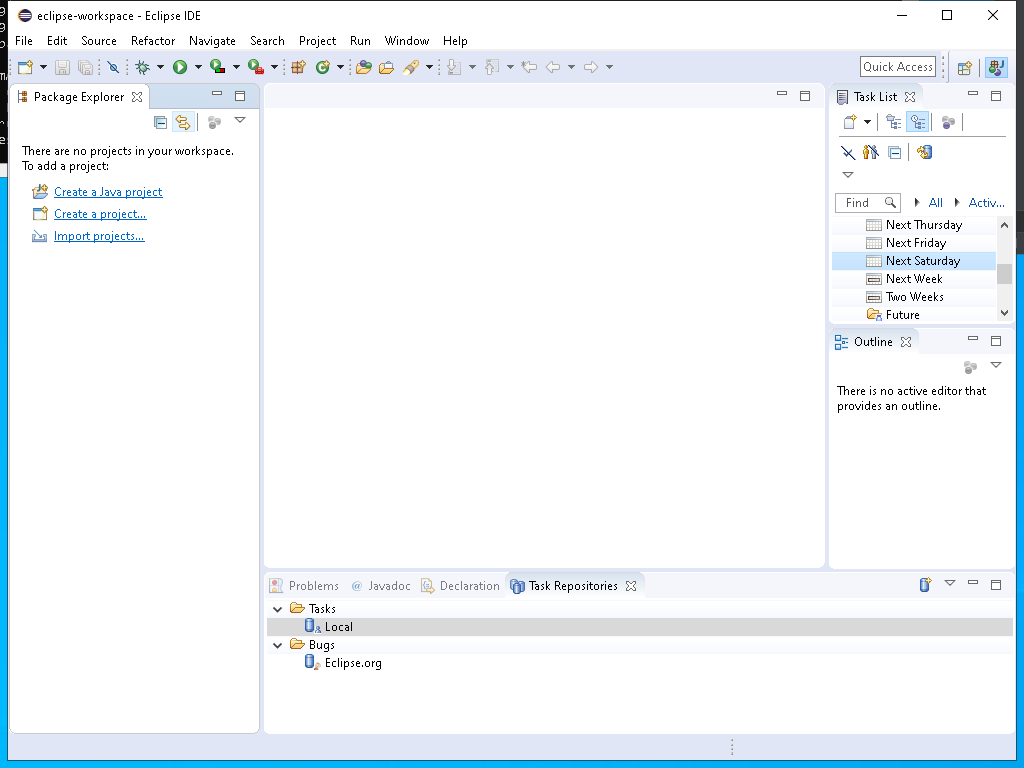 eclipse-workspace - Eclipse IDE
File Edit Source Refactor Navigate Search Project Run Window Help
Quick Access
Package Explorer
There are no projects in your workspace.
To add a project:
Create a Java project
Create a project...
Import projects...
Task List
Find
All
Activ...
Next Thursday
Next Friday
Next Saturday
Next Week
Two Weeks
Future
Outline
There is no active editor that
provides an outline.
Problems @ Javadoc Declaration Task Repositories
Tasks
Local
Bugs
Eclipse.org